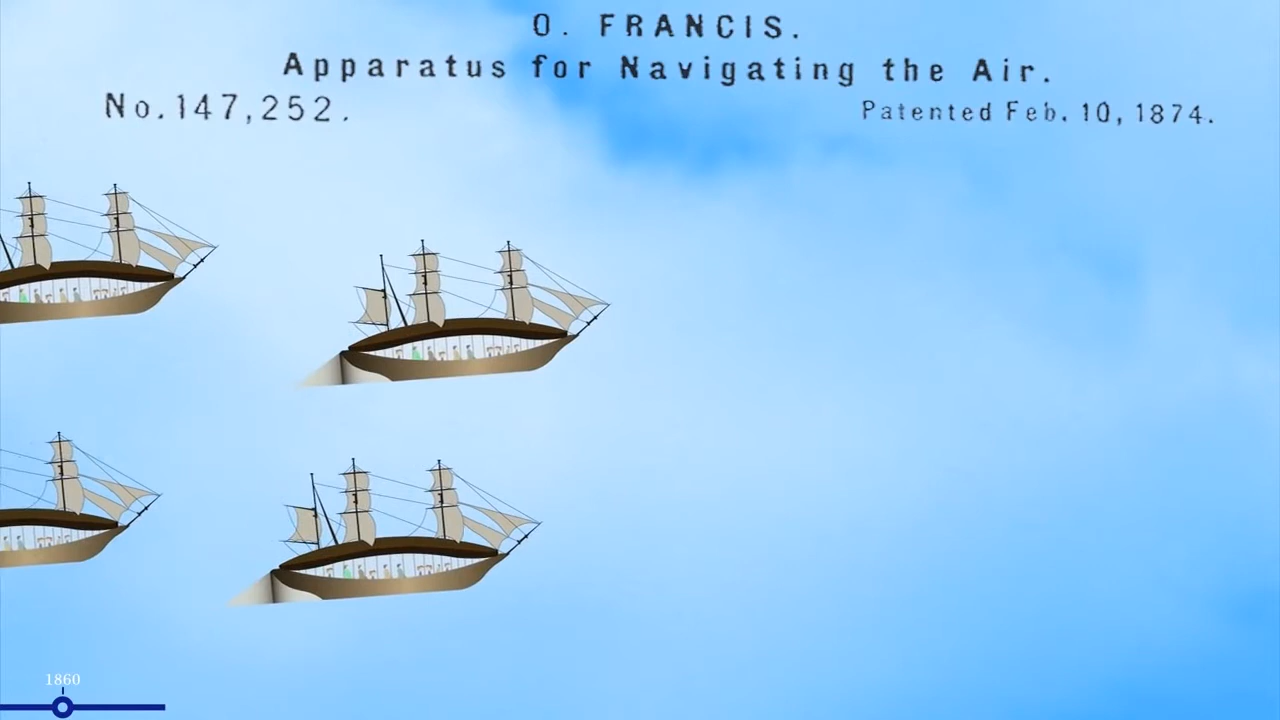 O. FRANCIS.
Apparatus for Navigating the Air.
No. 147,252.
Patented Feb. 10, 1874.
1860